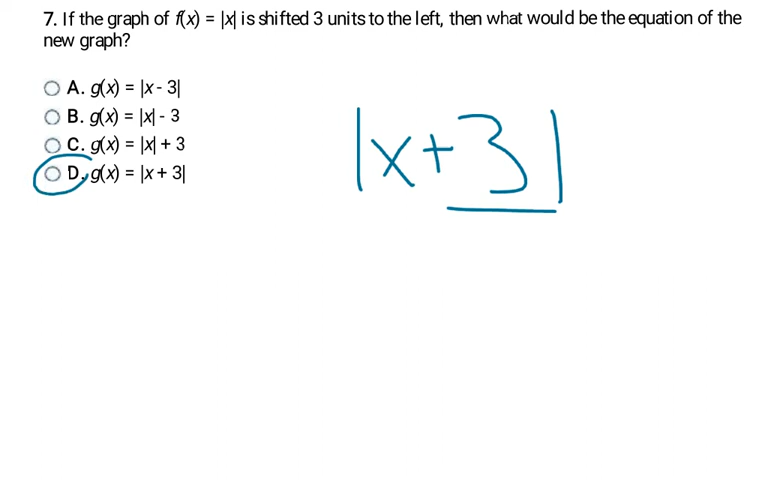 7. If the graph of f(x) = |x| is shifted 3 units to the left, then what would be the equation of the
new graph?
A. g(x) = |x - 3|
B. g(x) = |x| - 3
C. g(x) = |x| + 3
D. g(x) = |x + 3|
|x+3|